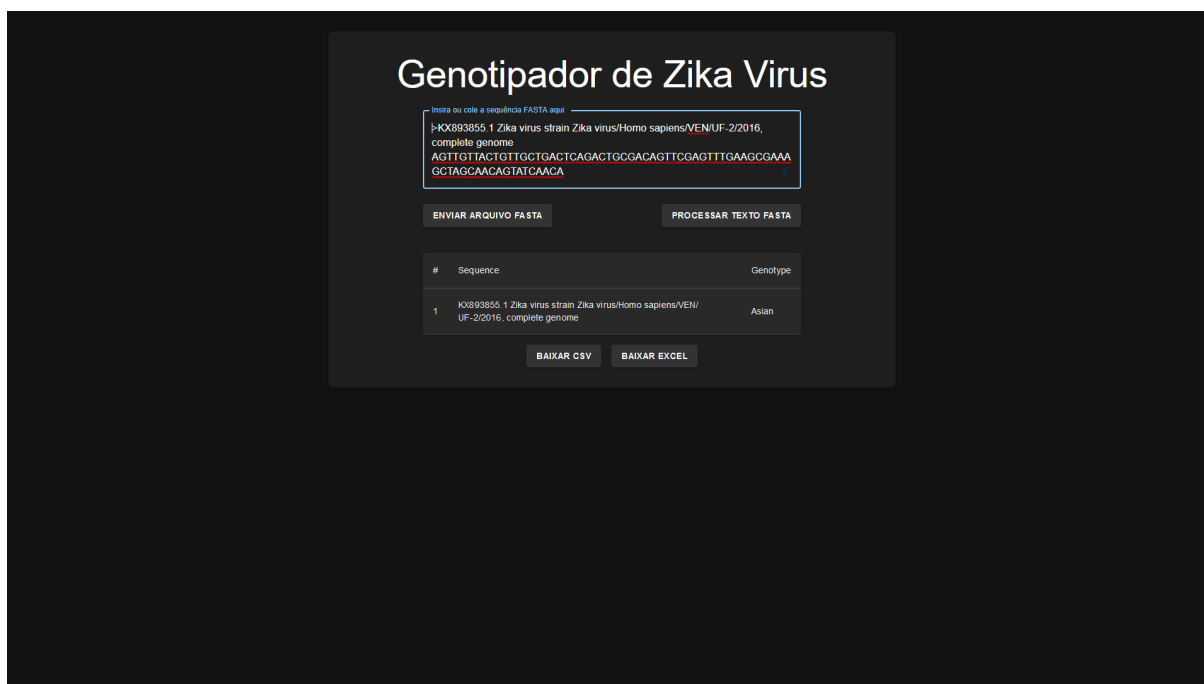 Genotipador de Zika Virus
Insira ou cole a sequência FASTA aqui
>KX893855.1 Zika virus strain Zika virus/Homo sapiens/VEN/UF-2/2016,
complete genome
AGTTGTTACTGTTGCTGACTCAGACTGCGACAGTTCGAGTTTGAAGCGAAA
GCTAGCAACAGTATCAACA
ENVIAR ARQUIVO FASTA
PROCESSAR TEXTO FASTA
# Sequence Genotype
1 KX893855.1 Zika virus strain Zika virus/Homo sapiens/VEN/
UF-2/2016, complete genome Asian
BAIXAR CSV
BAIXAR EXCEL